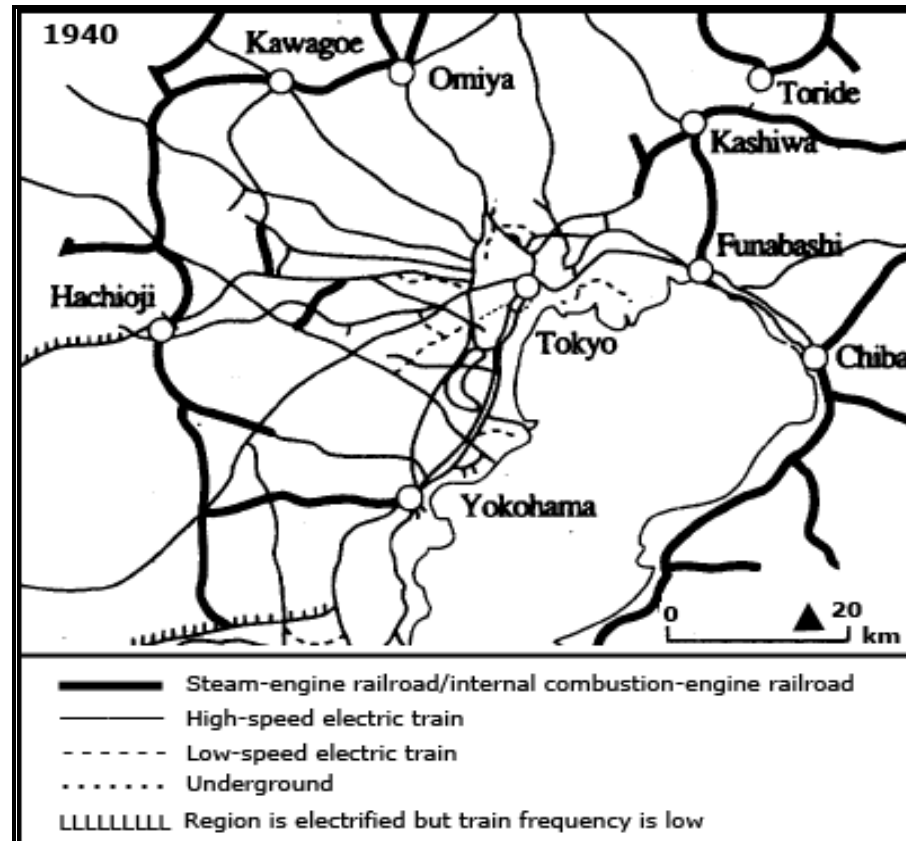 1940
Kawagoe
Omiya
Toride
Kashiwa
Funabashi
Hachioji
Tokyo
Chiba
Yokohama
0 20
km
Steam-engine railroad/internal combustion-engine railroad
High-speed electric train
Low-speed electric train
Underground
Region is electrified but train frequency is low